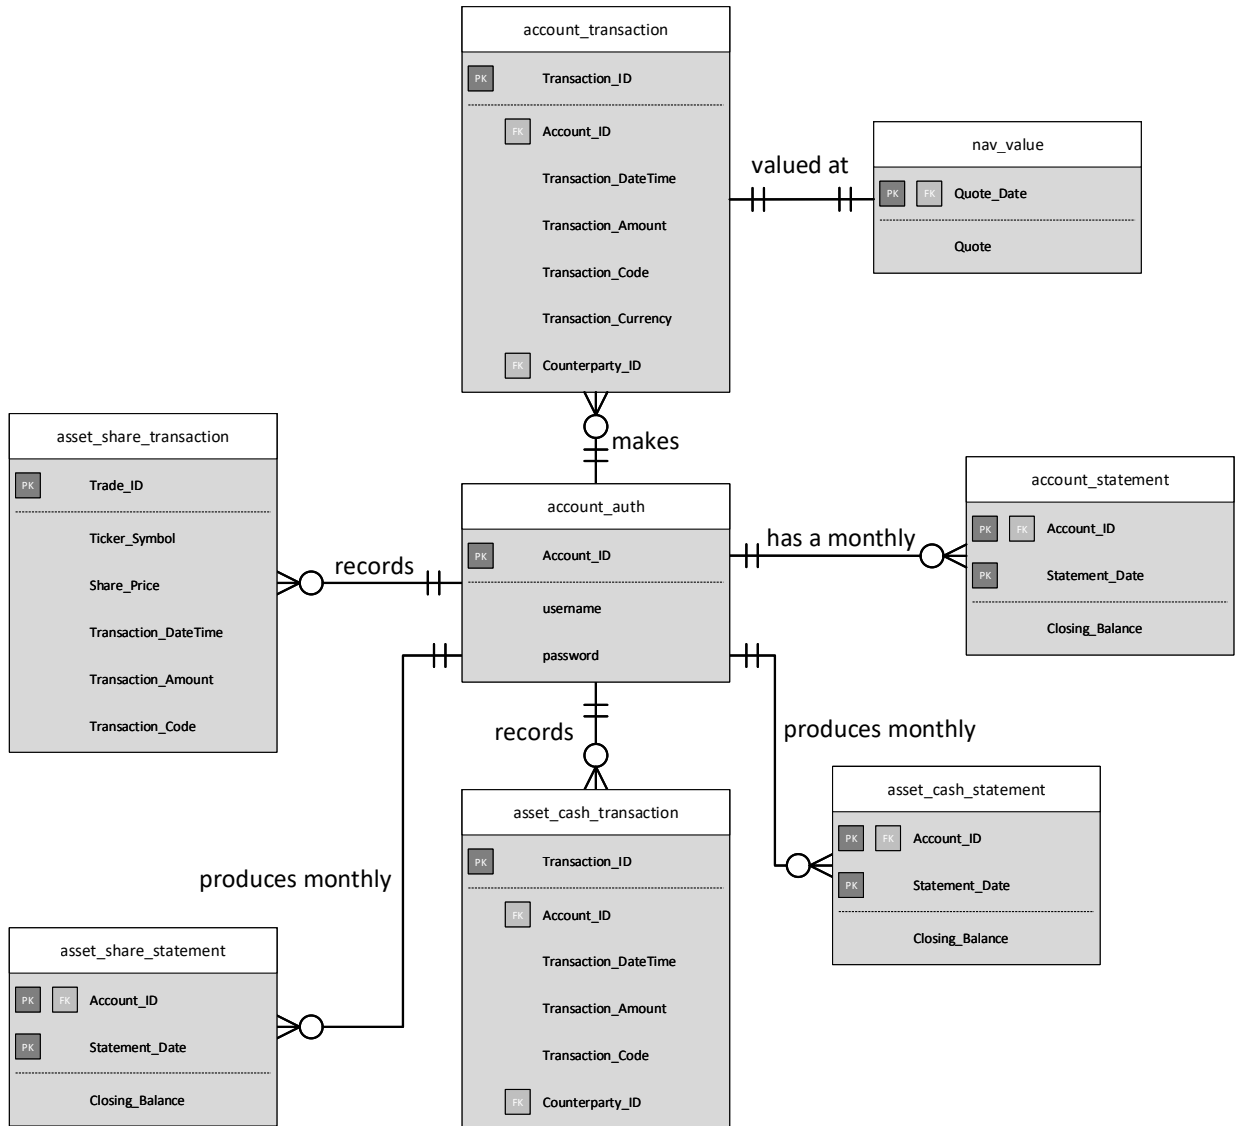 account_transaction
PK Transaction_ID
FK Account_ID
Transaction_DateTime
Transaction_Amount
Transaction_Code
Transaction_Currency
FK Counterparty_ID
valued at
nav_value
PK FK Quote_Date
Quote
makes
asset_share_transaction
PK Trade_ID
Ticker_Symbol
Share_Price
Transaction_DateTime
Transaction_Amount
Transaction_Code
records
account_auth
PK Account_ID
username
password
has a monthly
account_statement
PK FK Account_ID
PK Statement_Date
Closing_Balance
records
produces monthly
asset_cash_statement
PK FK Account_ID
PK Statement_Date
Closing_Balance
produces monthly
asset_cash_transaction
PK Transaction_ID
FK Account_ID
Transaction_DateTime
Transaction_Amount
Transaction_Code
FK Counterparty_ID
asset_share_statement
PK FK Account_ID
PK Statement_Date
Closing_Balance